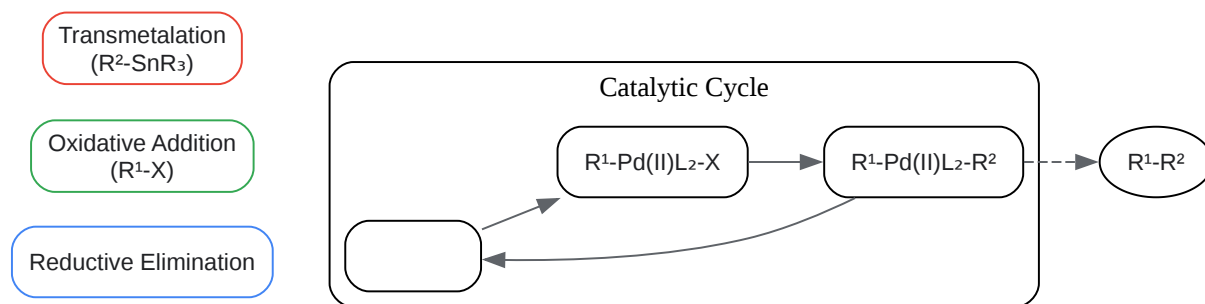 Transmetalation
(R²-SnR₃)
Oxidative Addition
(R¹-X)
Reductive Elimination
Catalytic Cycle
R¹-Pd(II)L₂-X
R¹-Pd(II)L₂-R²
R¹-R²